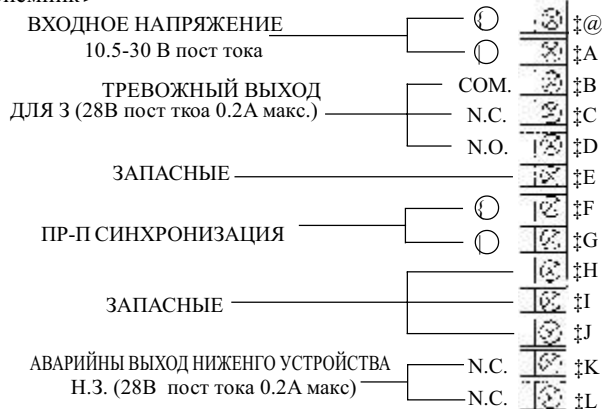 ВХОДНОЕ НАПРЯЖЕНИЕ
10.5-30 В пост тока
‡@
‡A
ТРЕВОЖНЫЙ ВЫХОД
ДЛЯ З (28В пост ткоа 0.2А макс.)
COM. ‡B
N.C. ‡C
N.O. ‡D
ЗАПАСНЫЕ ‡E
ПР-П СИНХРОНИЗАЦИЯ
‡F
‡G
ЗАПАСНЫЕ
‡H
‡I
‡J
АВАРИЙНЫ ВЫХОД НИЖЕНГО УСТРОЙСТВА
Н.З. (28В пост тока 0.2А макс)
N.C. ‡K
N.C. ‡L